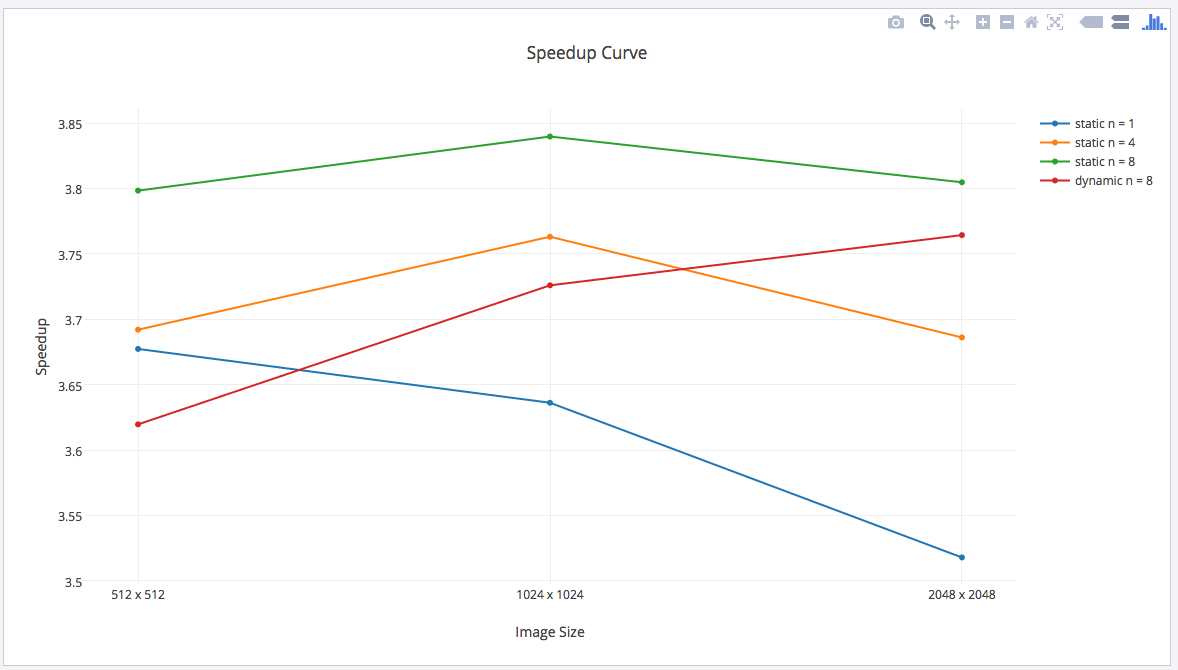 Speedup Curve
3.85
3.8
3.75
3.7
3.65
3.6
3.55
3.5
Speedup
512 x 512
1024 x 1024
2048 x 2048
Image Size
static n = 1
static n = 4
static n = 8
dynamic n = 8